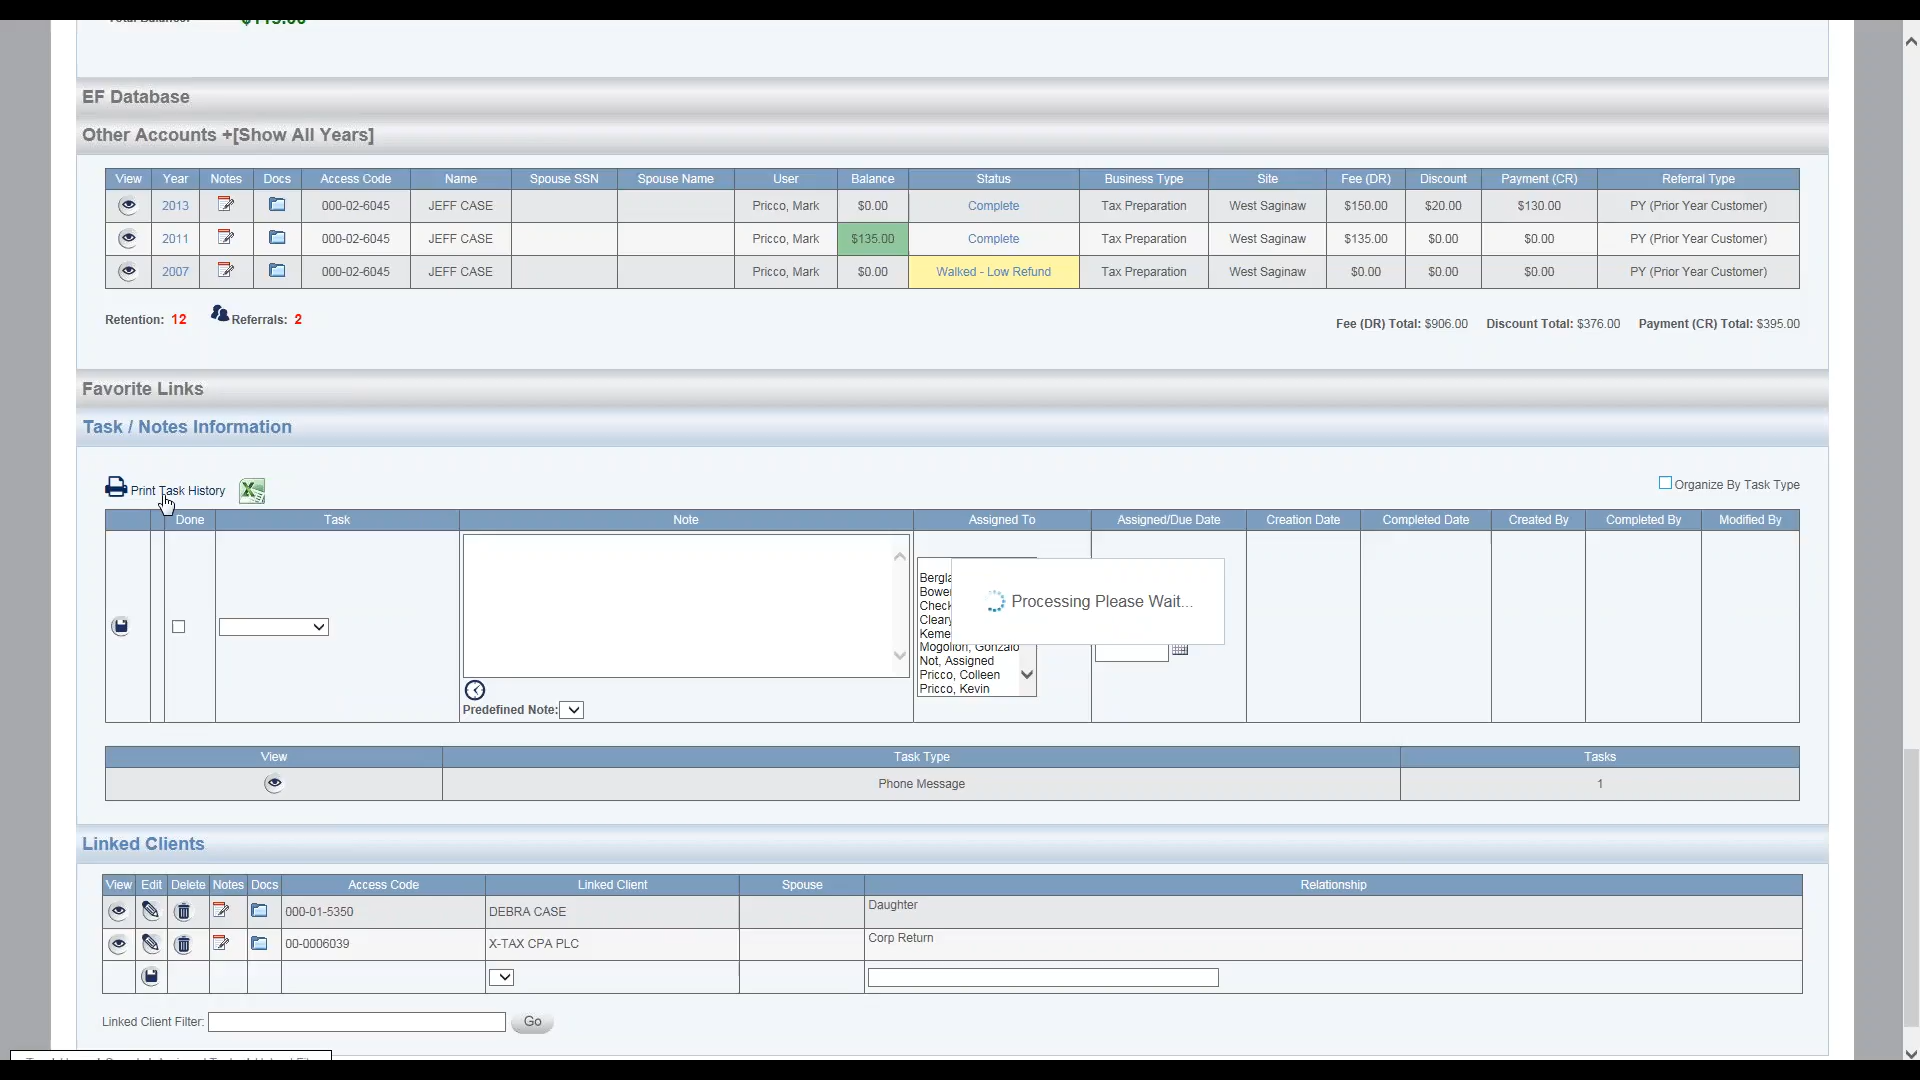 $119.00
EF Database
Other Accounts +[Show All Years]
View Year Notes Docs Access Code Name Spouse SSN Spouse Name User Balance Status Business Type Site Fee (DR) Discount Payment (CR) Referral Type
2013 000-02-6045 JEFF CASE Pricco, Mark $0.00 Complete Tax Preparation West Saginaw $150.00 $20.00 $130.00 PY (Prior Year Customer)
2011 000-02-6045 JEFF CASE Pricco, Mark $135.00 Complete Tax Preparation West Saginaw $135.00 $0.00 $0.00 PY (Prior Year Customer)
2007 000-02-6045 JEFF CASE Pricco, Mark $0.00 Walked - Low Refund Tax Preparation West Saginaw $0.00 $0.00 $0.00 PY (Prior Year Customer)
Retention: 12 Referrals: 2 Fee (DR) Total: $906.00 Discount Total: $376.00 Payment (CR) Total: $395.00
Favorite Links
Task / Notes Information
Print Task History Organize By Task Type
Done Task Note Assigned To Assigned/Due Date Creation Date Completed Date Created By Completed By Modified By
Bergla
Bower
Check
Cleary
Keme
Mogollon, Gonzalo
Not, Assigned
Pricco, Colleen
Pricco, Kevin
Processing Please Wait...
Predefined Note:
View Task Type Tasks
Phone Message 1
Linked Clients
View Edit Delete Notes Docs Access Code Linked Client Spouse Relationship
000-01-5350 DEBRA CASE Daughter
00-0006039 X-TAX CPA PLC Corp Return
Linked Client Filter: Go